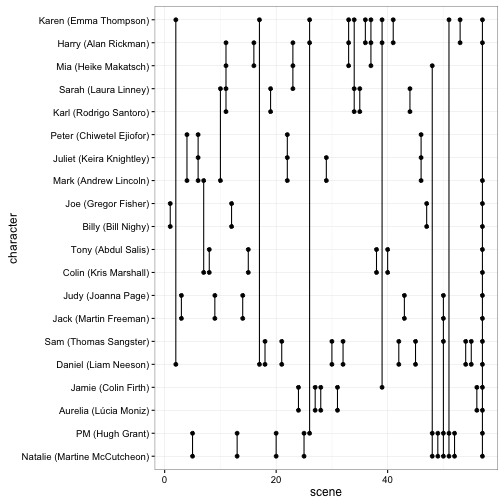 Karen (Emma Thompson)
Harry (Alan Rickman)
Mia (Heike Makatsch)
Sarah (Laura Linney)
Karl (Rodrigo Santoro)
Peter (Chiwetel Ejiofor)
Juliet (Keira Knightley)
Mark (Andrew Lincoln)
Joe (Gregor Fisher)
Billy (Bill Nighy)
Tony (Abdul Salis)
Colin (Kris Marshall)
Judy (Joanna Page)
Jack (Martin Freeman)
Sam (Thomas Sangster)
Daniel (Liam Neeson)
Jamie (Colin Firth)
Aurelia (Lúcia Moniz)
PM (Hugh Grant)
Natalie (Martine McCutcheon)
character
0 20 40
scene